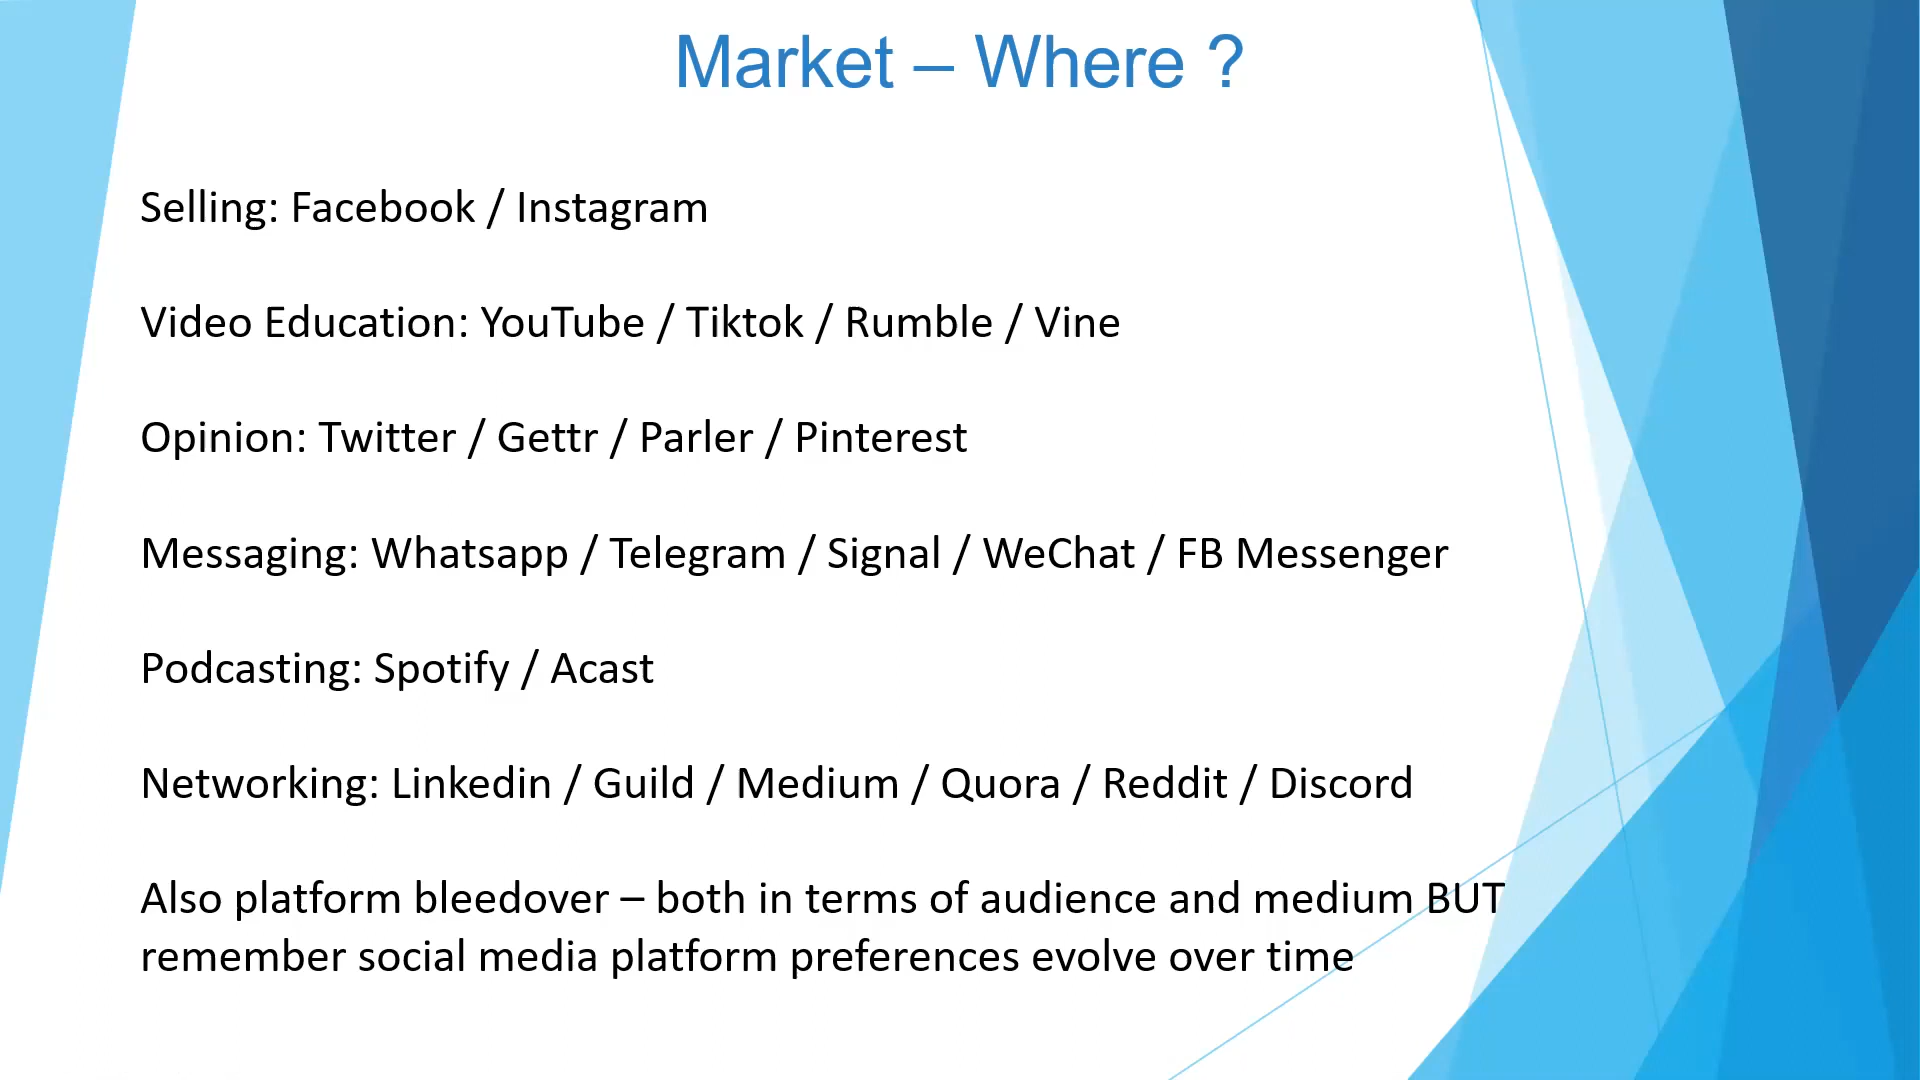 Market – Where ?
Selling: Facebook / Instagram
Video Education: YouTube / Tiktok / Rumble / Vine
Opinion: Twitter / Gettr / Parler / Pinterest
Messaging: Whatsapp / Telegram / Signal / WeChat / FB Messenger
Podcasting: Spotify / Acast
Networking: Linkedin / Guild / Medium / Quora / Reddit / Discord
Also platform bleedover – both in terms of audience and medium BUT
remember social media platform preferences evolve over time